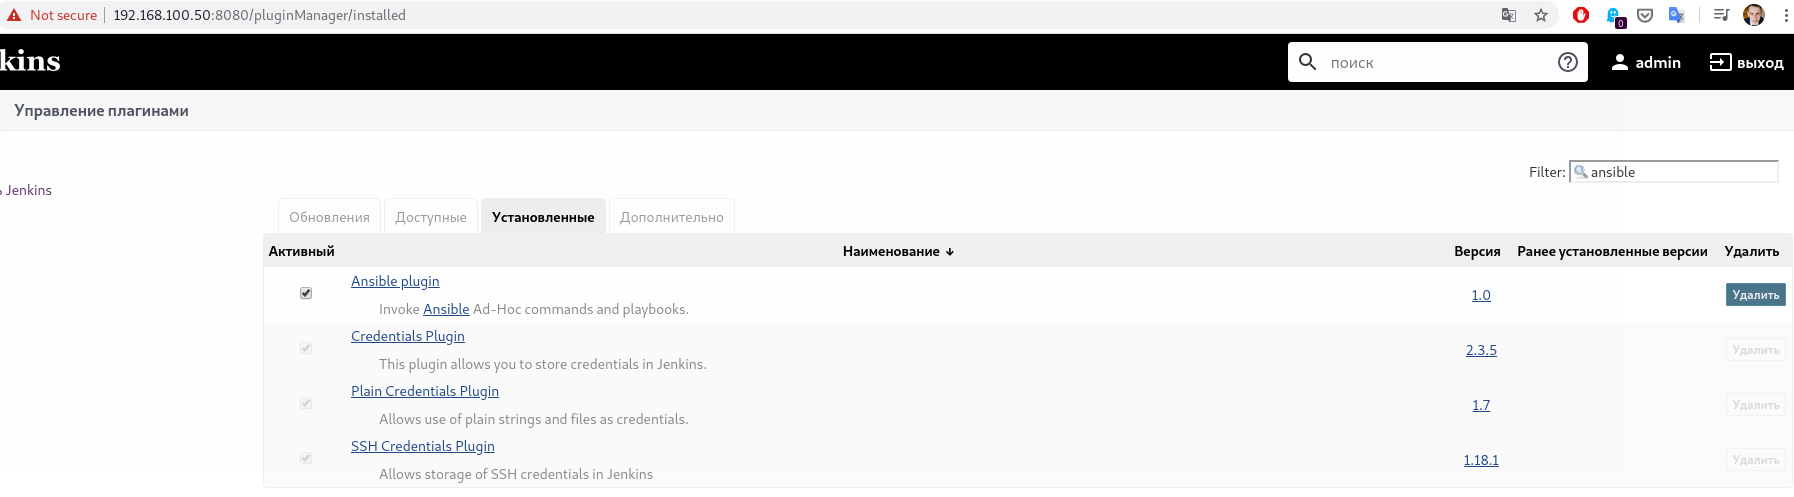 Not secure 192.168.100.50:8080/pluginManager/installed
0
kins
поиск
admin
выход
Управление плагинами
Filter: ansible
Jenkins
Обновления Доступные Установленные Дополнительно
Активный Наименование ↓ Версия Ранее установленные версии Удалить
Ansible plugin
Invoke Ansible Ad-Hoc commands and playbooks.
1.0 Удалить
Credentials Plugin
This plugin allows you to store credentials in Jenkins.
2.3.5 Удалить
Plain Credentials Plugin
Allows use of plain strings and files as credentials.
1.7 Удалить
SSH Credentials Plugin
Allows storage of SSH credentials in Jenkins
1.18.1 Удалить